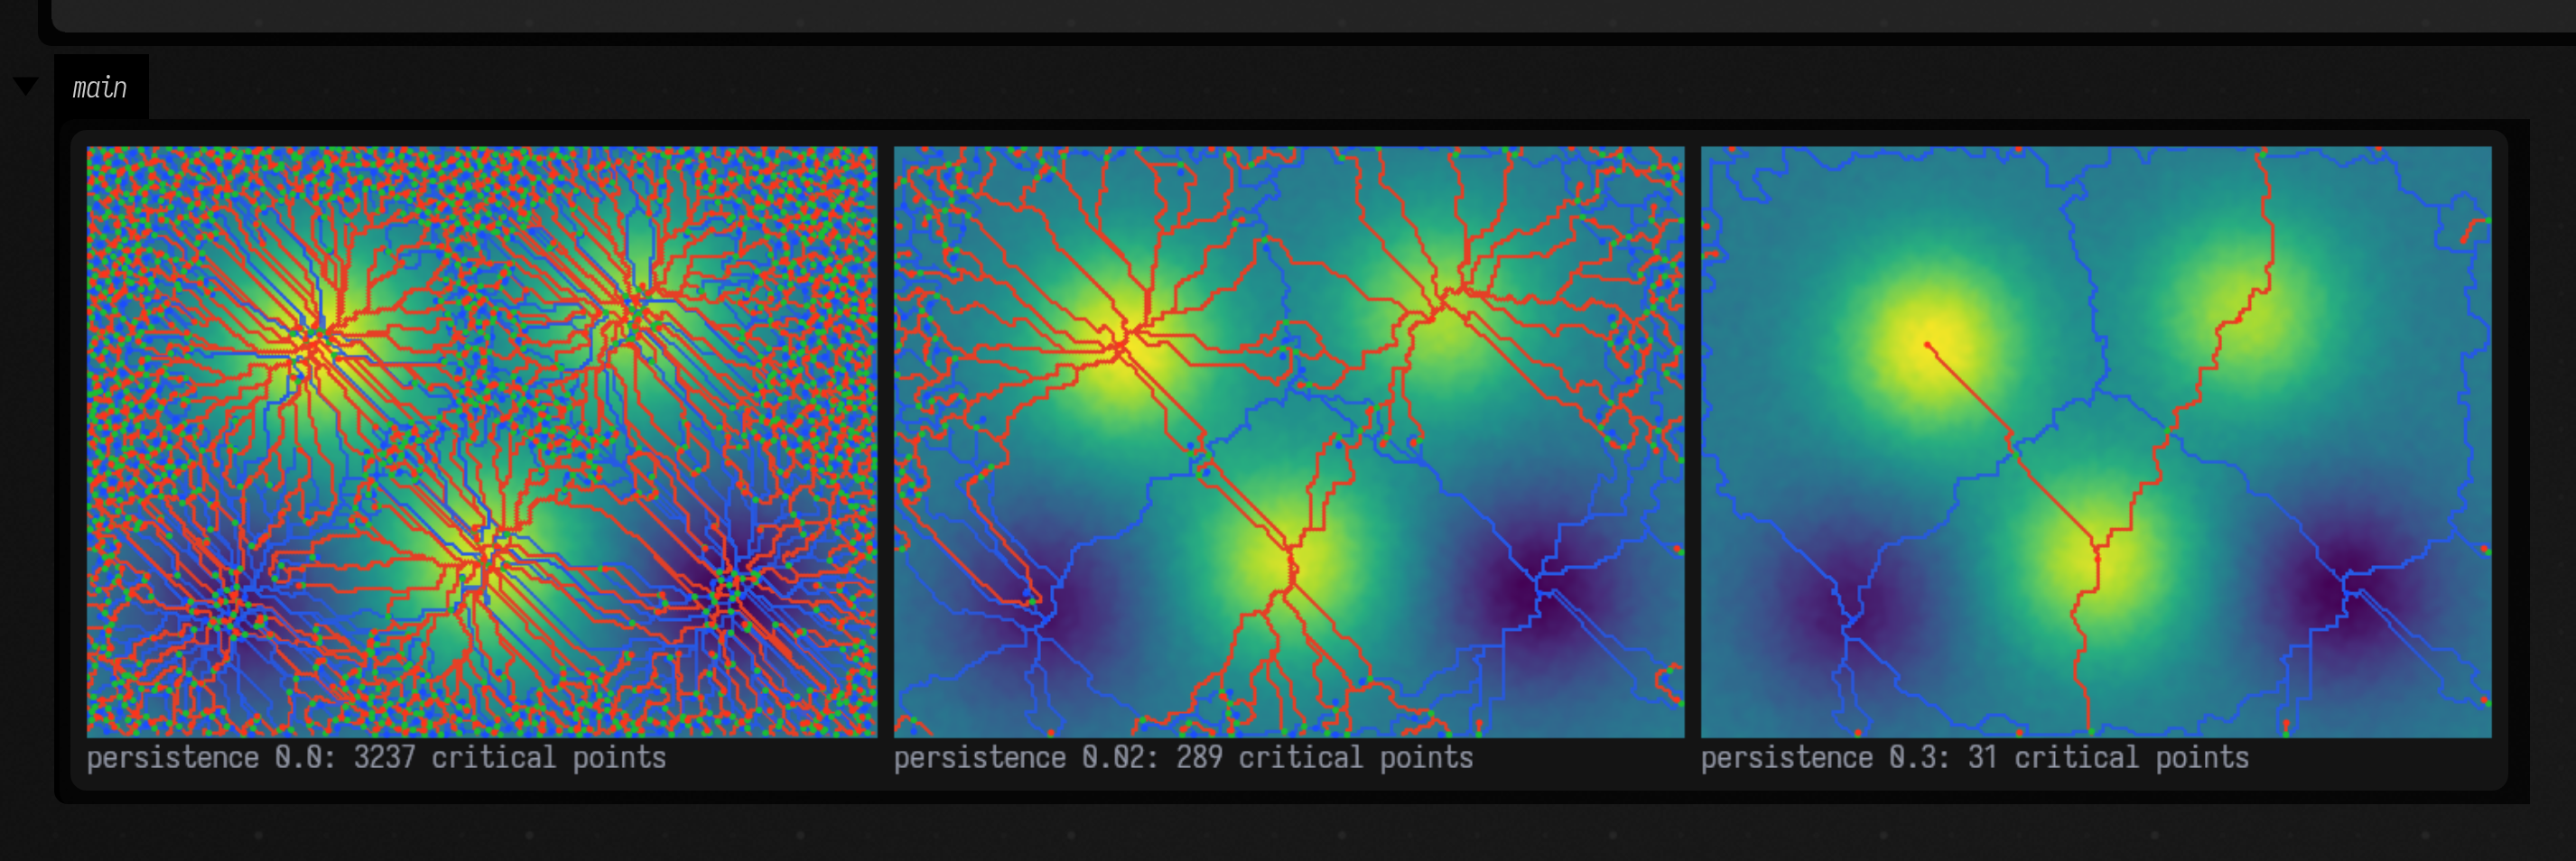 main
persistence 0.0: 3237 critical points
persistence 0.02: 289 critical points
persistence 0.3: 31 critical points